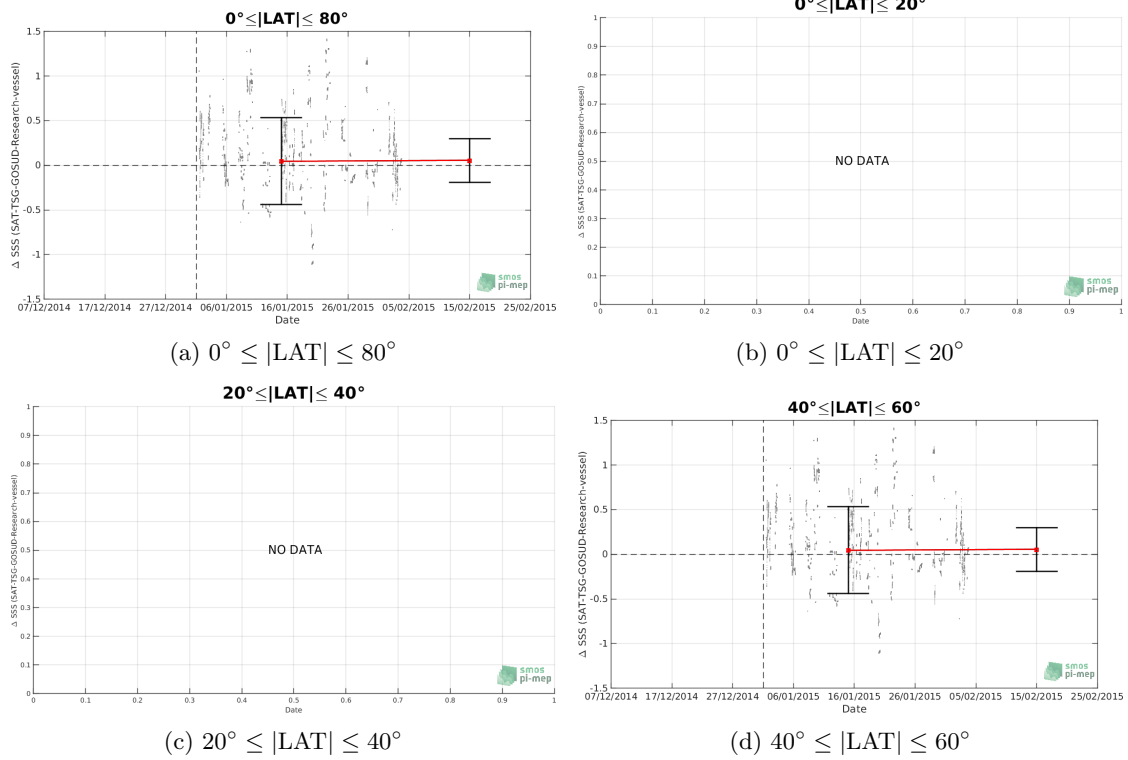 0°≤|LAT|≤ 80°
1.5
1
0.5
0
-0.5
-1
-1.5
Δ SSS (SAT-TSG-GOSUD-Research-vessel)
07/12/2014 17/12/2014 27/12/2014 06/01/2015 16/01/2015 26/01/2015 05/02/2015 15/02/2015 25/02/2015
Date
smos
pi-mep
(a) 0° ≤ |LAT| ≤ 80°
0°≤|LAT|≤ 20°
1
0.9
0.8
0.7
0.6
0.5
0.4
0.3
0.2
0.1
0
Δ SSS (SAT-TSG-GOSUD-Research-vessel)
NO DATA
0 0.1 0.2 0.3 0.4 0.5 0.6 0.7 0.8 0.9 1
Date
smos
pi-mep
(b) 0° ≤ |LAT| ≤ 20°
20°≤|LAT|≤ 40°
1
0.9
0.8
0.7
0.6
0.5
0.4
0.3
0.2
0.1
0
Δ SSS (SAT-TSG-GOSUD-Research-vessel)
NO DATA
0 0.1 0.2 0.3 0.4 0.5 0.6 0.7 0.8 0.9 1
Date
smos
pi-mep
(c) 20° ≤ |LAT| ≤ 40°
40°≤|LAT|≤ 60°
1.5
1
0.5
0
-0.5
-1
-1.5
Δ SSS (SAT-TSG-GOSUD-Research-vessel)
07/12/2014 17/12/2014 27/12/2014 06/01/2015 16/01/2015 26/01/2015 05/02/2015 15/02/2015 25/02/2015
Date
smos
pi-mep
(d) 40° ≤ |LAT| ≤ 60°